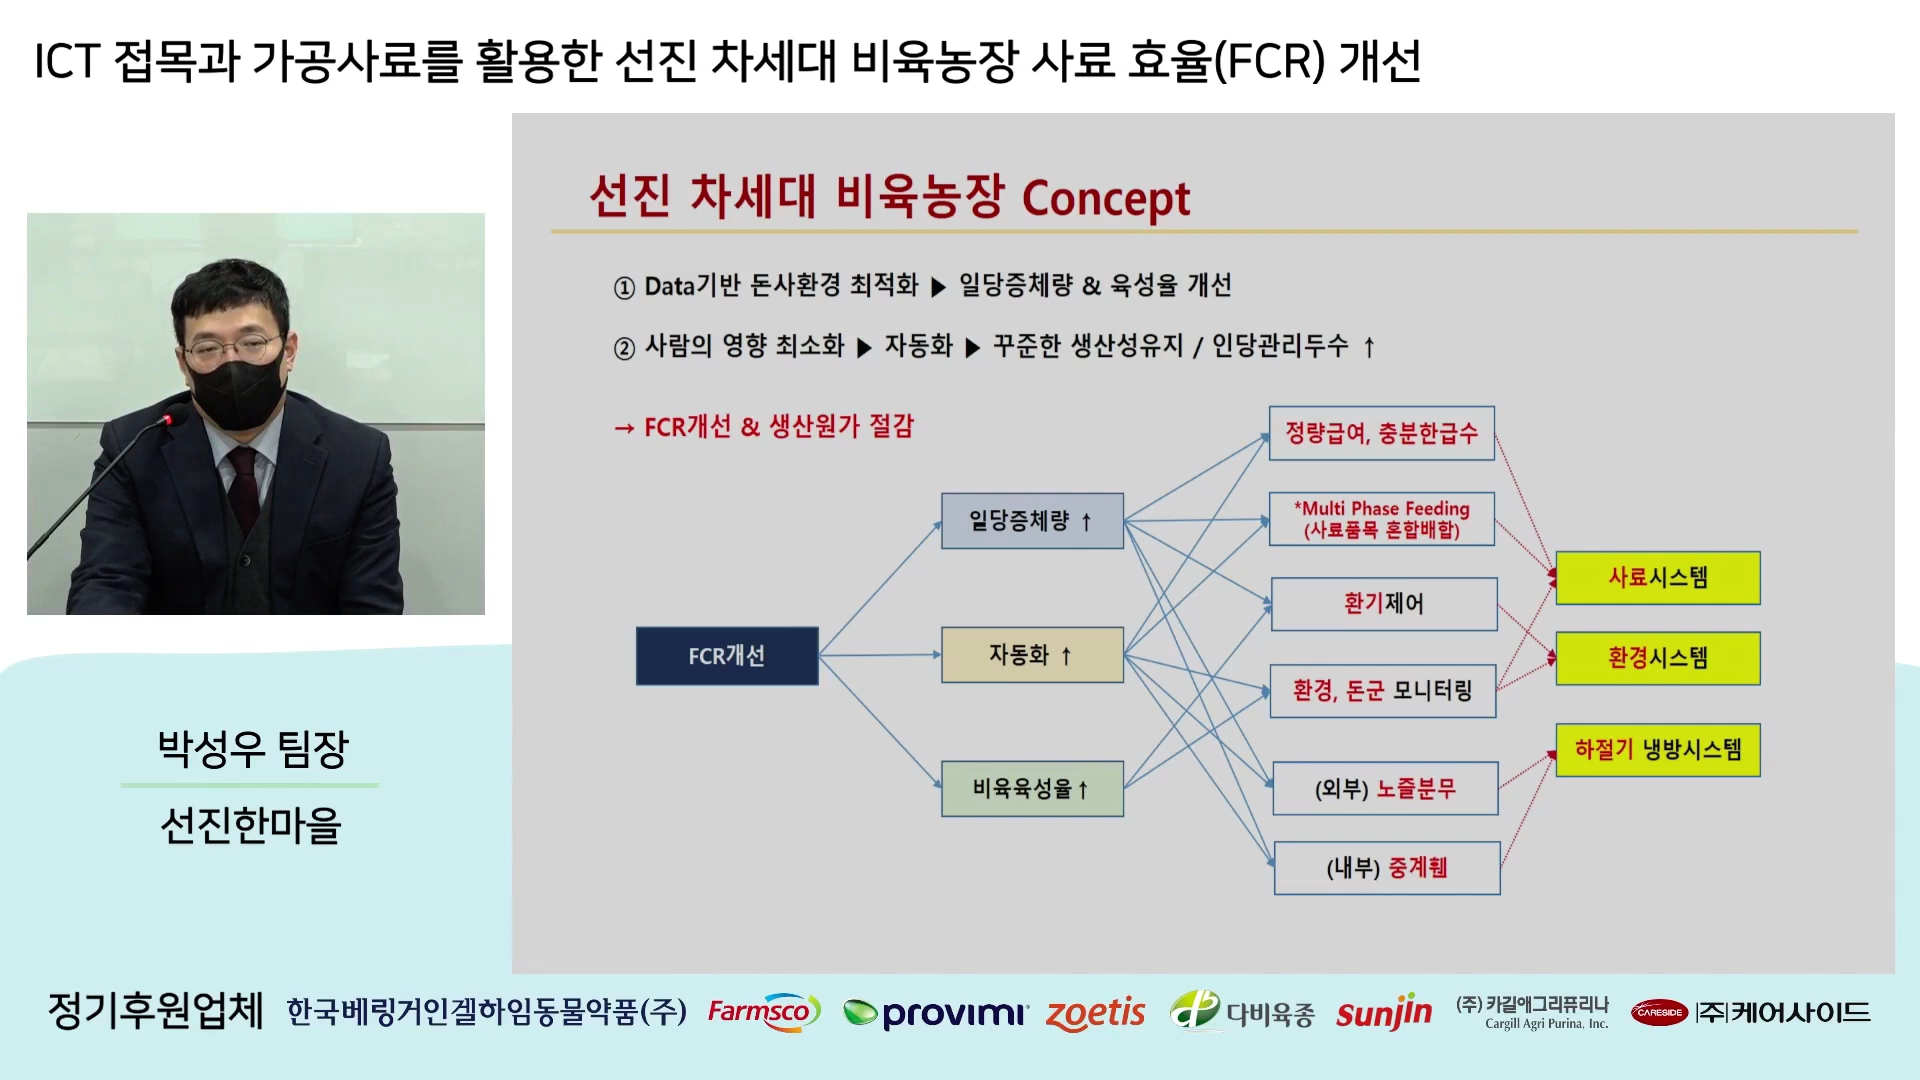 ICT 접목과 가공사료를 활용한 선진 차세대 비육농장 사료 효율(FCR) 개선
선진 차세대 비육농장 Concept
① Data기반 돈사환경 최적화 ▶ 일당증체량 & 육성율 개선
② 사람의 영향 최소화 ▶ 자동화 ▶ 꾸준한 생산성유지 / 인당관리두수 ↑
→ FCR개선 & 생산원가 절감
FCR개선
일당증체량 ↑
자동화 ↑
비육육성율↑
정량급여, 충분한급수
*Multi Phase Feeding
(사료품목 혼합배합)
환기제어
환경, 돈군 모니터링
(외부) 노즐분무
(내부) 중계휀
사료시스템
환경시스템
하절기 냉방시스템
박성우 팀장
선진한마을
정기후원업체
한국베링거인겔하임동물약품(주)
Farmsco
provimi
zoetis
다비육종
sunjin
(주) 카길애그리퓨리나
Cargill Agri Purina, Inc.
CARESIDE
(주)케어사이드